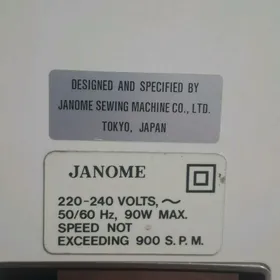 DESIGNED AND SPECIFIED BY
JANOME SEWING MACHINE CO., LTD.
TOKYO, JAPAN
JANOME
220-240 VOLTS, ~
50/60 Hz, 90W MAX.
SPEED NOT
EXCEEDING 900 S.P.M.